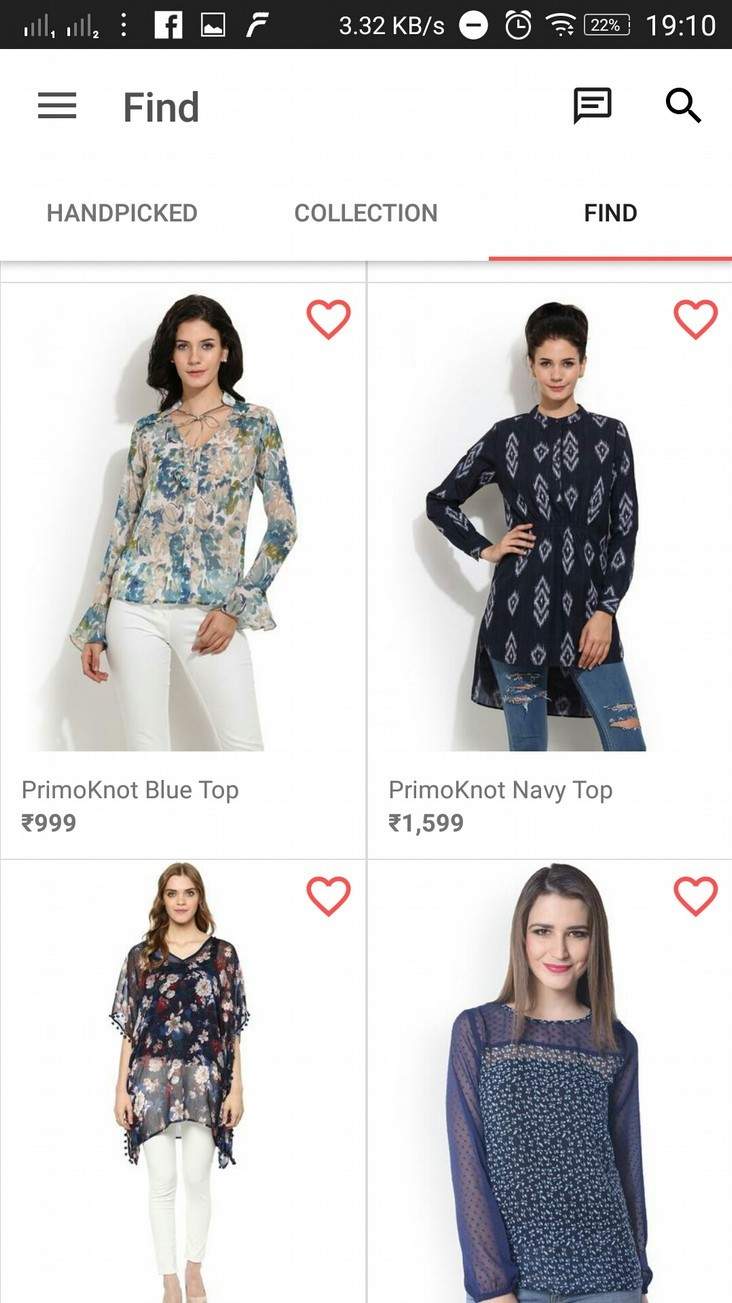 3.32 KB/s 22% 19:10
Find
HANDPICKED COLLECTION FIND
PrimoKnot Blue Top
₹999
PrimoKnot Navy Top
₹1,599